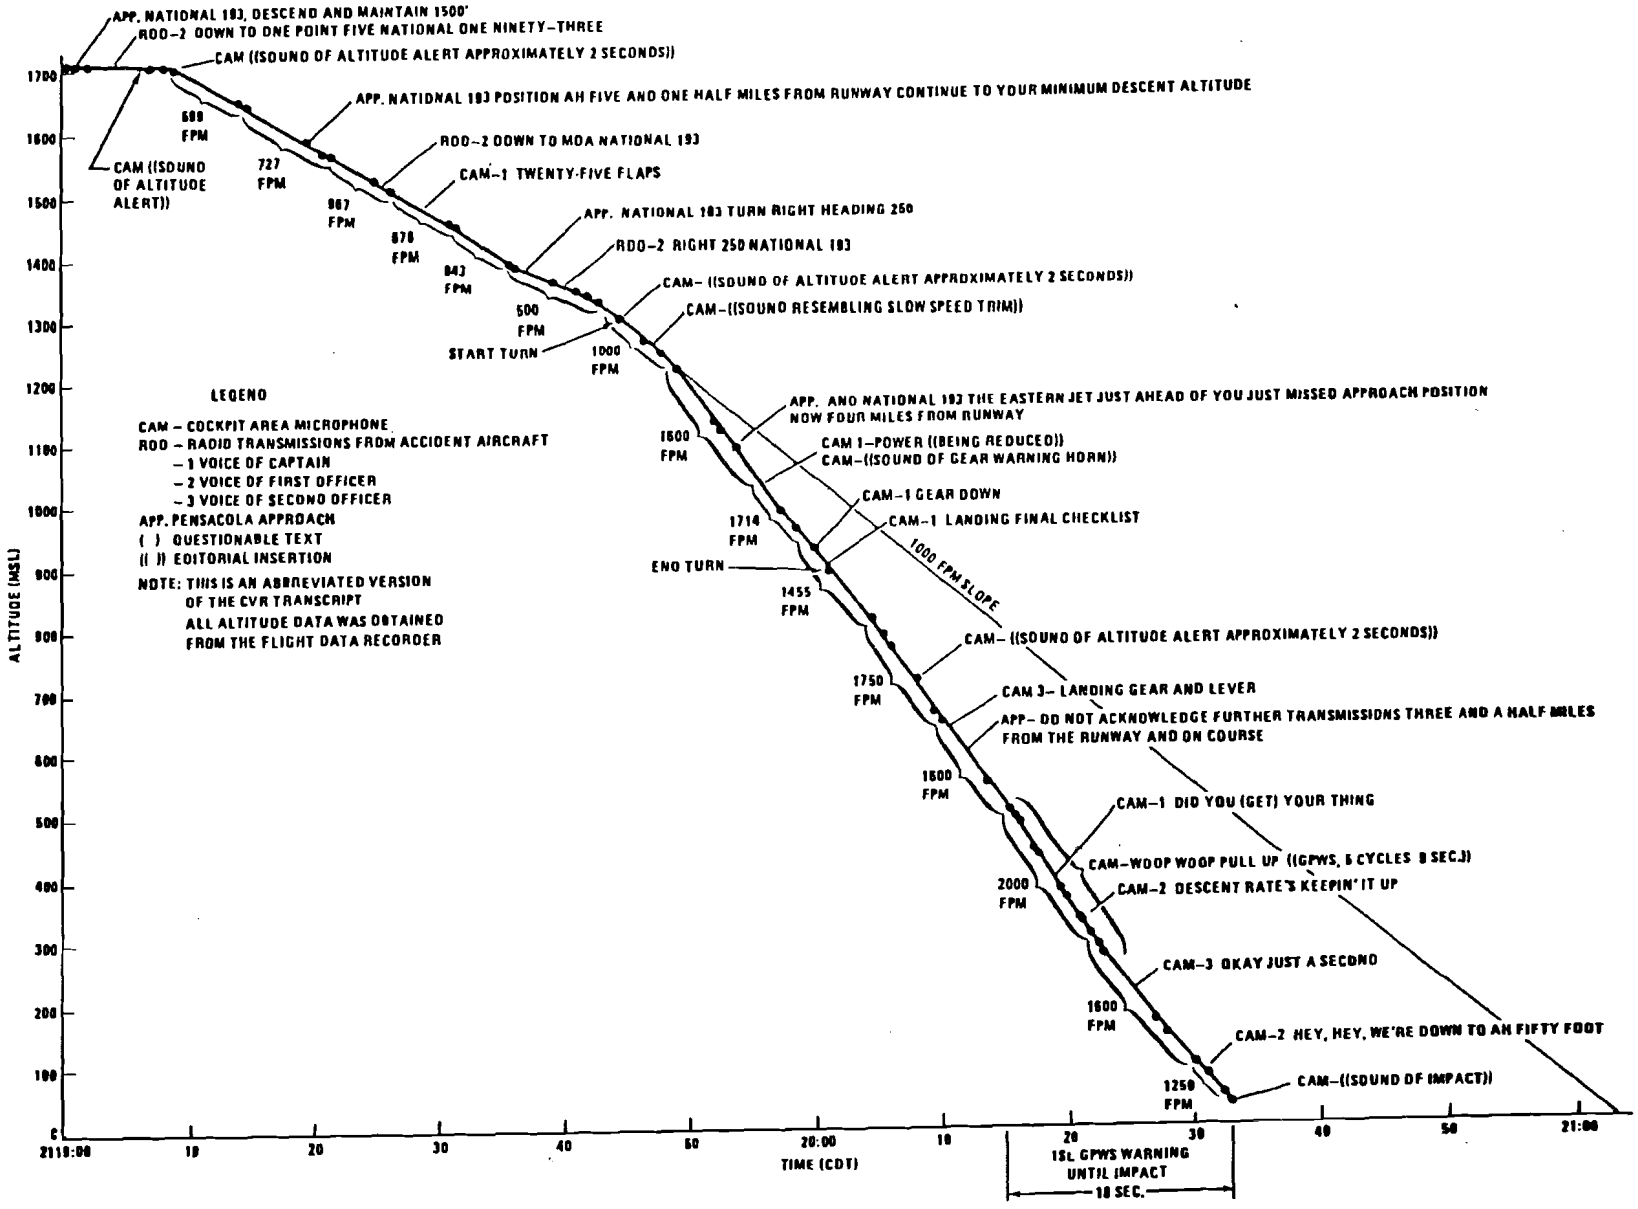 APP. NATIONAL 193, DESCEND AND MAINTAIN 1500'
RDO-2 DOWN TO ONE POINT FIVE NATIONAL ONE NINETY-THREE
CAM ((SOUND OF ALTITUDE ALERT APPROXIMATELY 2 SECONDS))
1700
APP. NATIONAL 193 POSITION AH FIVE AND ONE HALF MILES FROM RUNWAY CONTINUE TO YOUR MINIMUM DESCENT ALTITUDE
FPM
1600
RDO-2 DOWN TO MDA NATIONAL 193
CAM ((SOUND
OF ALTITUDE
ALERT))
727
FPM
CAM-1 TWENTY-FIVE FLAPS
1500
FPM
APP. NATIONAL 193 TURN RIGHT HEADING 250
FPM
RDO-2 RIGHT 250 NATIONAL 193
1400
FPM
CAM- ((SOUND OF ALTITUDE ALERT APPROXIMATELY 2 SECONDS))
500
FPM
CAM-((SOUND RESEMBLING SLOW SPEED TRIM))
1300
START TURN
1000
FPM
1200
LEGEND
CAM - COCKPIT AREA MICROPHONE
RDO - RADIO TRANSMISSIONS FROM ACCIDENT AIRCRAFT
-1 VOICE OF CAPTAIN
-2 VOICE OF FIRST OFFICER
-3 VOICE OF SECOND OFFICER
APP. PENSACOLA APPROACH
( ) QUESTIONABLE TEXT
(( )) EDITORIAL INSERTION
NOTE: THIS IS AN ABBREVIATED VERSION
OF THE CVR TRANSCRIPT
ALL ALTITUDE DATA WAS OBTAINED
FROM THE FLIGHT DATA RECORDER
APP. AND NATIONAL 193 THE EASTERN JET JUST AHEAD OF YOU JUST MISSED APPROACH POSITION
NOW FOUR MILES FROM RUNWAY
1100
1600
FPM
CAM 1-POWER ((BEING REDUCED))
CAM-((SOUND OF GEAR WARNING HORN))
1000
1714
FPM
CAM-1 GEAR DOWN
CAM-1 LANDING FINAL CHECKLIST
1000 FPM SLOPE
ALTITUDE (MSL)
900
END TURN
1455
FPM
800
CAM- ((SOUND OF ALTITUDE ALERT APPROXIMATELY 2 SECONDS))
700
1750
FPM
CAM 3- LANDING GEAR AND LEVER
APP- DO NOT ACKNOWLEDGE FURTHER TRANSMISSIONS THREE AND A HALF MILES
FROM THE RUNWAY AND ON COURSE
600
1600
FPM
500
CAM-1 DID YOU (GET) YOUR THING
CAM-WOOP WOOP PULL UP ((GPWS, CYCLES SEC.))
400
2000
FPM
CAM-2 DESCENT RATE'S KEEPIN' IT UP
300
CAM-3 OKAY JUST A SECOND
200
1600
FPM
CAM-2 HEY, HEY, WE'RE DOWN TO AH FIFTY FOOT
100
1250
FPM
CAM-((SOUND OF IMPACT))
2119:00 10 20 30 40 50 20:00 10 20 30 40 50 21:00
TIME (CDT)
GPWS WARNING
UNTIL IMPACT
18 SEC.